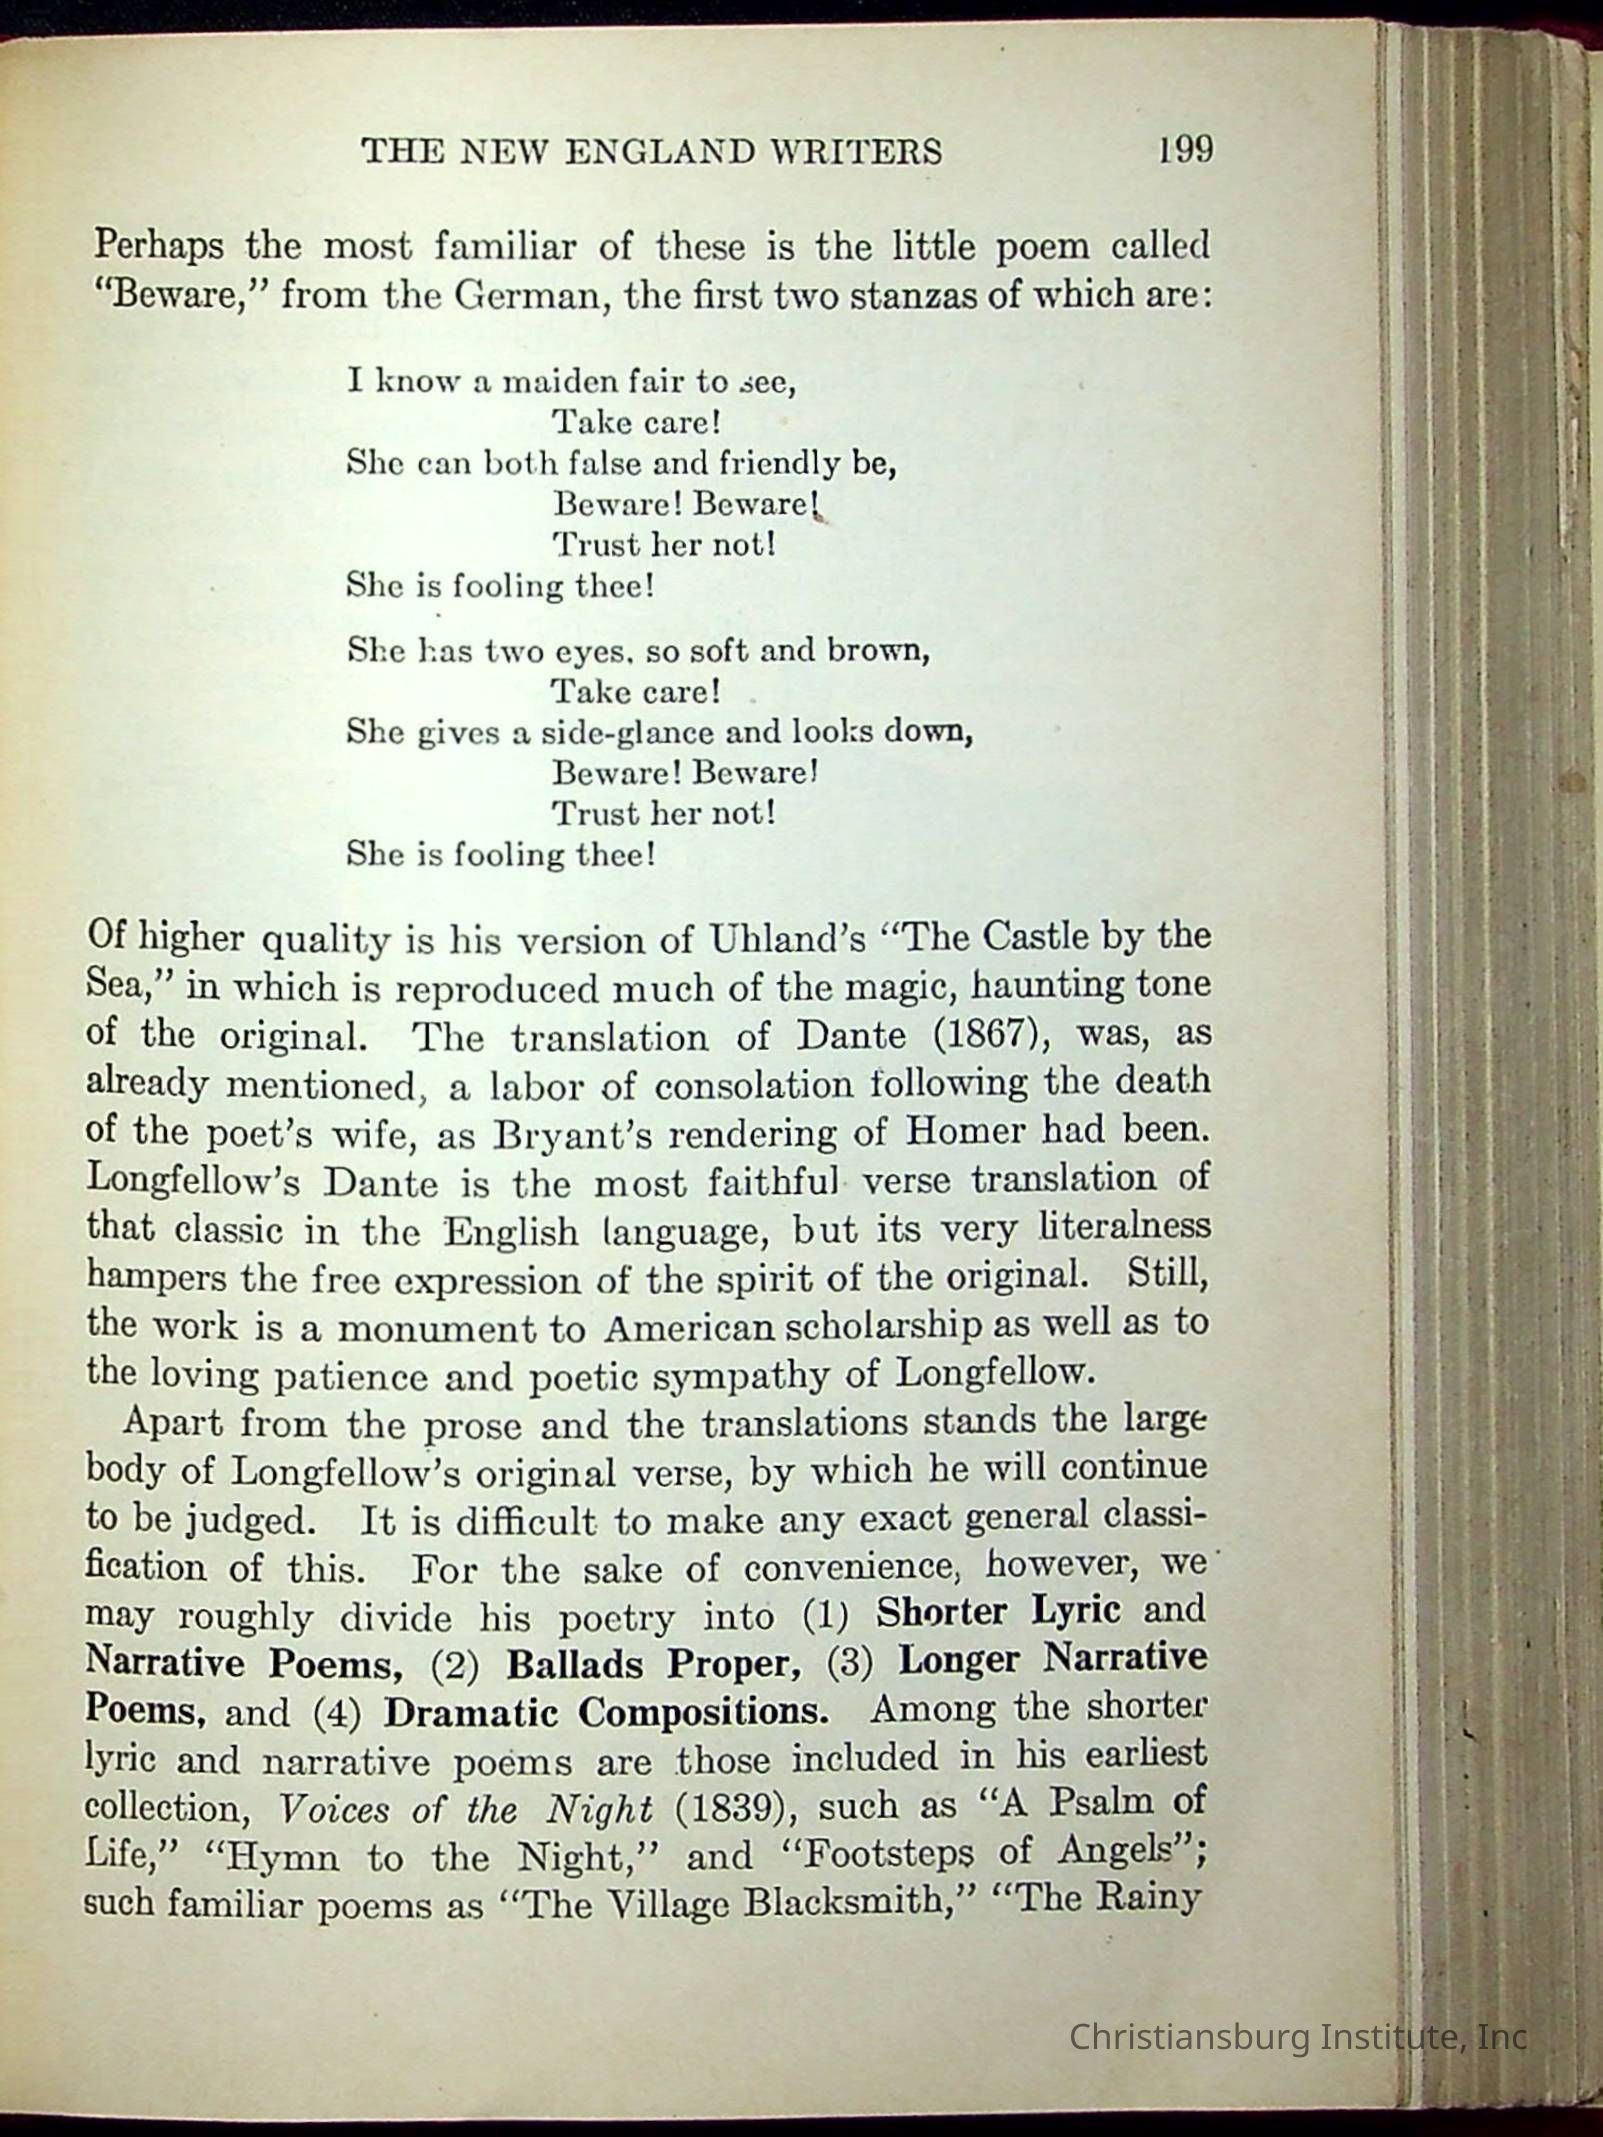 THE NEW ENGLAND WRITERS 199
Perhaps the most familiar of these is the little poem called
“Beware,” from the German, the first two stanzas of which are:
I know a maiden fair to see,
Take care!
She can both false and friendly be,
Beware! Beware!
Trust her not!
She is fooling thee!
She has two eyes, so soft and brown,
Take care!
She gives a side-glance and looks down,
Beware! Beware!
Trust her not!
She is fooling thee!
Of higher quality is his version of Uhland’s “The Castle by the
Sea,” in which is reproduced much of the magic, haunting tone
of the original. The translation of Dante (1867), was, as
already mentioned, a labor of consolation following the death
of the poet’s wife, as Bryant’s rendering of Homer had been.
Longfellow’s Dante is the most faithful verse translation of
that classic in the English language, but its very literalness
hampers the free expression of the spirit of the original. Still,
the work is a monument to American scholarship as well as to
the loving patience and poetic sympathy of Longfellow.
Apart from the prose and the translations stands the large
body of Longfellow’s original verse, by which he will continue
to be judged. It is difficult to make any exact general classi-
fication of this. For the sake of convenience, however, we
may roughly divide his poetry into (1) Shorter Lyric and
Narrative Poems, (2) Ballads Proper, (3) Longer Narrative
Poems, and (4) Dramatic Compositions. Among the shorter
lyric and narrative poems are those included in his earliest
collection, Voices of the Night (1839), such as “A Psalm of
Life,” “Hymn to the Night,” and “Footsteps of Angels”;
such familiar poems as “The Village Blacksmith,” “The Rainy
Christiansburg Institute, Inc